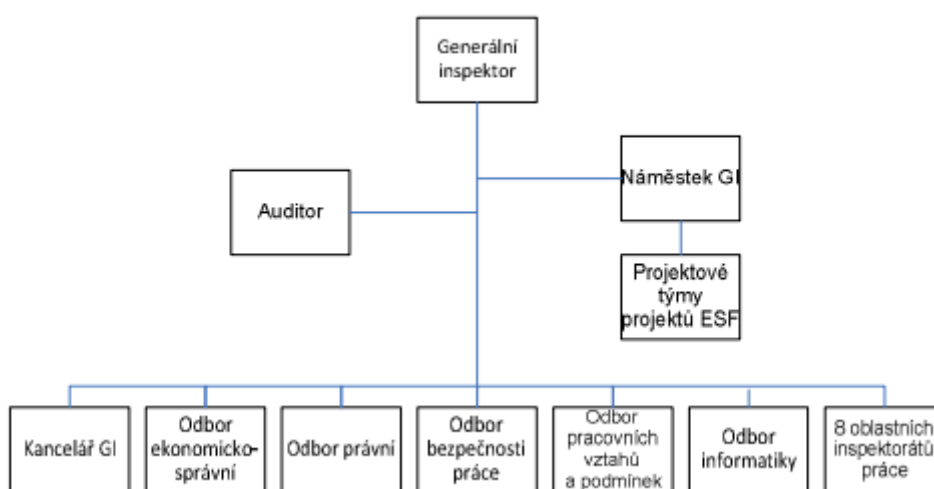 Generální
inspektor
Náměstek GI
Auditor
Projektové
týmy
projektů ESF
Kancelář GI
Odbor
ekonomicko-
správní
Odbor právní
Odbor
bezpečnosti
práce
Odbor
pracovních
vztahů
a podmínek
Odbor
informatiky
8 oblastních
inspektorátů
práce